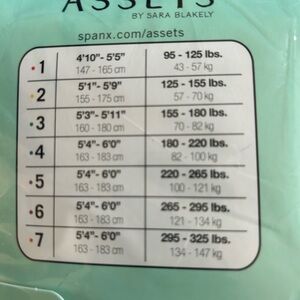 ASSETS
BY SARA BLAKELY
spanx.com/assets
1 4'10"- 5'5" 95 - 125 lbs.
147 - 165 cm 43 - 57 kg
2 5'1"- 5'9" 125 - 155 lbs.
155 - 175 cm 57 - 70 kg
3 5'3"- 5'11" 155 - 180 lbs.
160 - 180 cm 70 - 82 kg
4 5'4"- 6'0" 180 - 220 lbs.
163 - 183 cm 82 - 100 kg
5 5'4"- 6'0" 220 - 265 lbs.
163 - 183 cm 100 - 121 kg
6 5'4"- 6'0" 265 - 295 lbs.
163 - 183 cm 121 - 134 kg
7 5'4"- 6'0" 295 - 325 lbs.
163 - 183 cm 134 - 147 kg